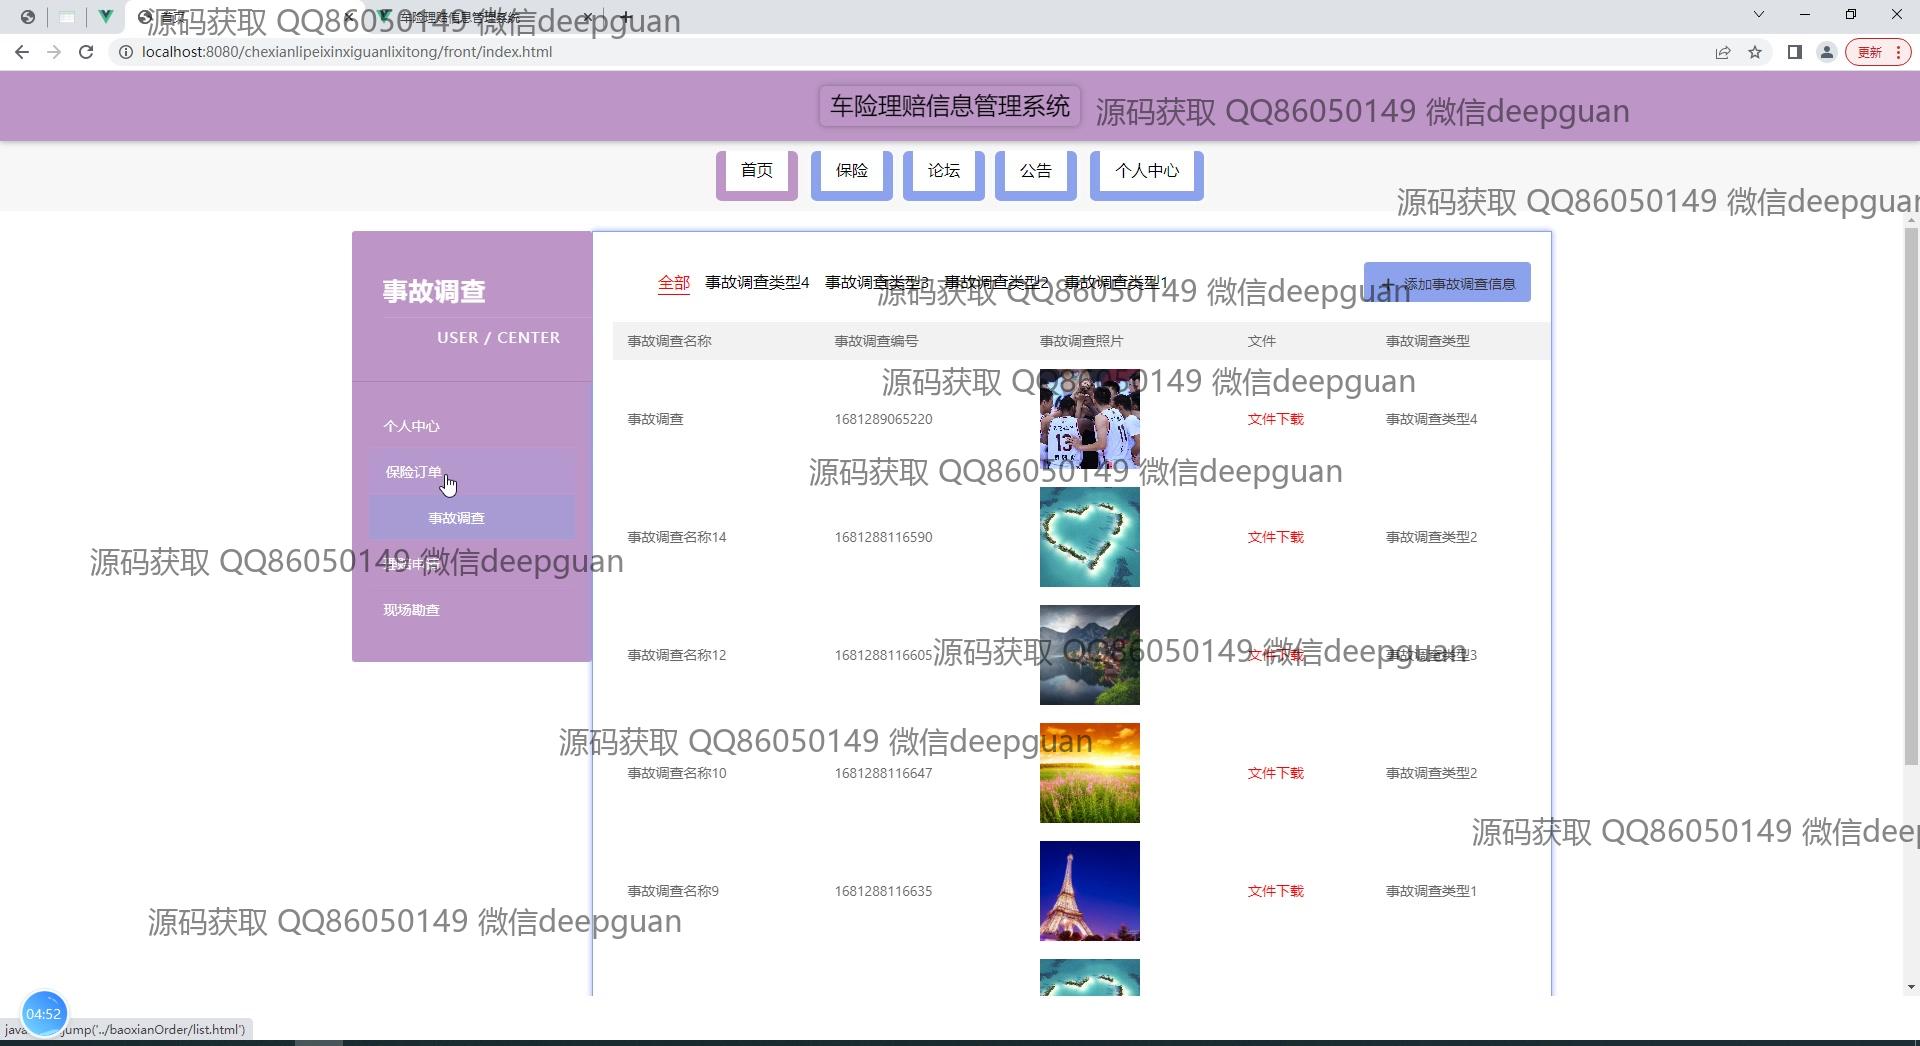 首页
车险理赔信息管理系统
源码获取 QQ86050149 微信deepguan
localhost:8080/chexianlipeixinxiguanlixitong/front/index.html
更新
车险理赔信息管理系统
源码获取 QQ86050149 微信deepguan
首页
保险
论坛
公告
个人中心
源码获取 QQ86050149 微信deepguan
事故调查
USER / CENTER
个人中心
保险订单
事故调查
理赔申请
现场勘查
全部 事故调查类型4 事故调查类型3 事故调查类型2 事故调查类型1
+ 添加事故调查信息
源码获取 QQ86050149 微信deepguan
事故调查名称 事故调查编号 事故调查照片 文件 事故调查类型
源码获取 QQ86050149 微信deepguan
事故调查 1681289065220 文件下载 事故调查类型4
13 11
源码获取 QQ86050149 微信deepguan
事故调查名称14 1681288116590 文件下载 事故调查类型2
源码获取 QQ86050149 微信deepguan
事故调查名称12 1681288116605 文件下载 事故调查类型3
源码获取 QQ86050149 微信deepguan
源码获取 QQ86050149 微信deepguan
事故调查名称10 1681288116647 文件下载 事故调查类型2
源码获取 QQ86050149 微信deep
事故调查名称9 1681288116635 文件下载 事故调查类型1
源码获取 QQ86050149 微信deepguan
04:52
java jump('../baoxianOrder/list.html')